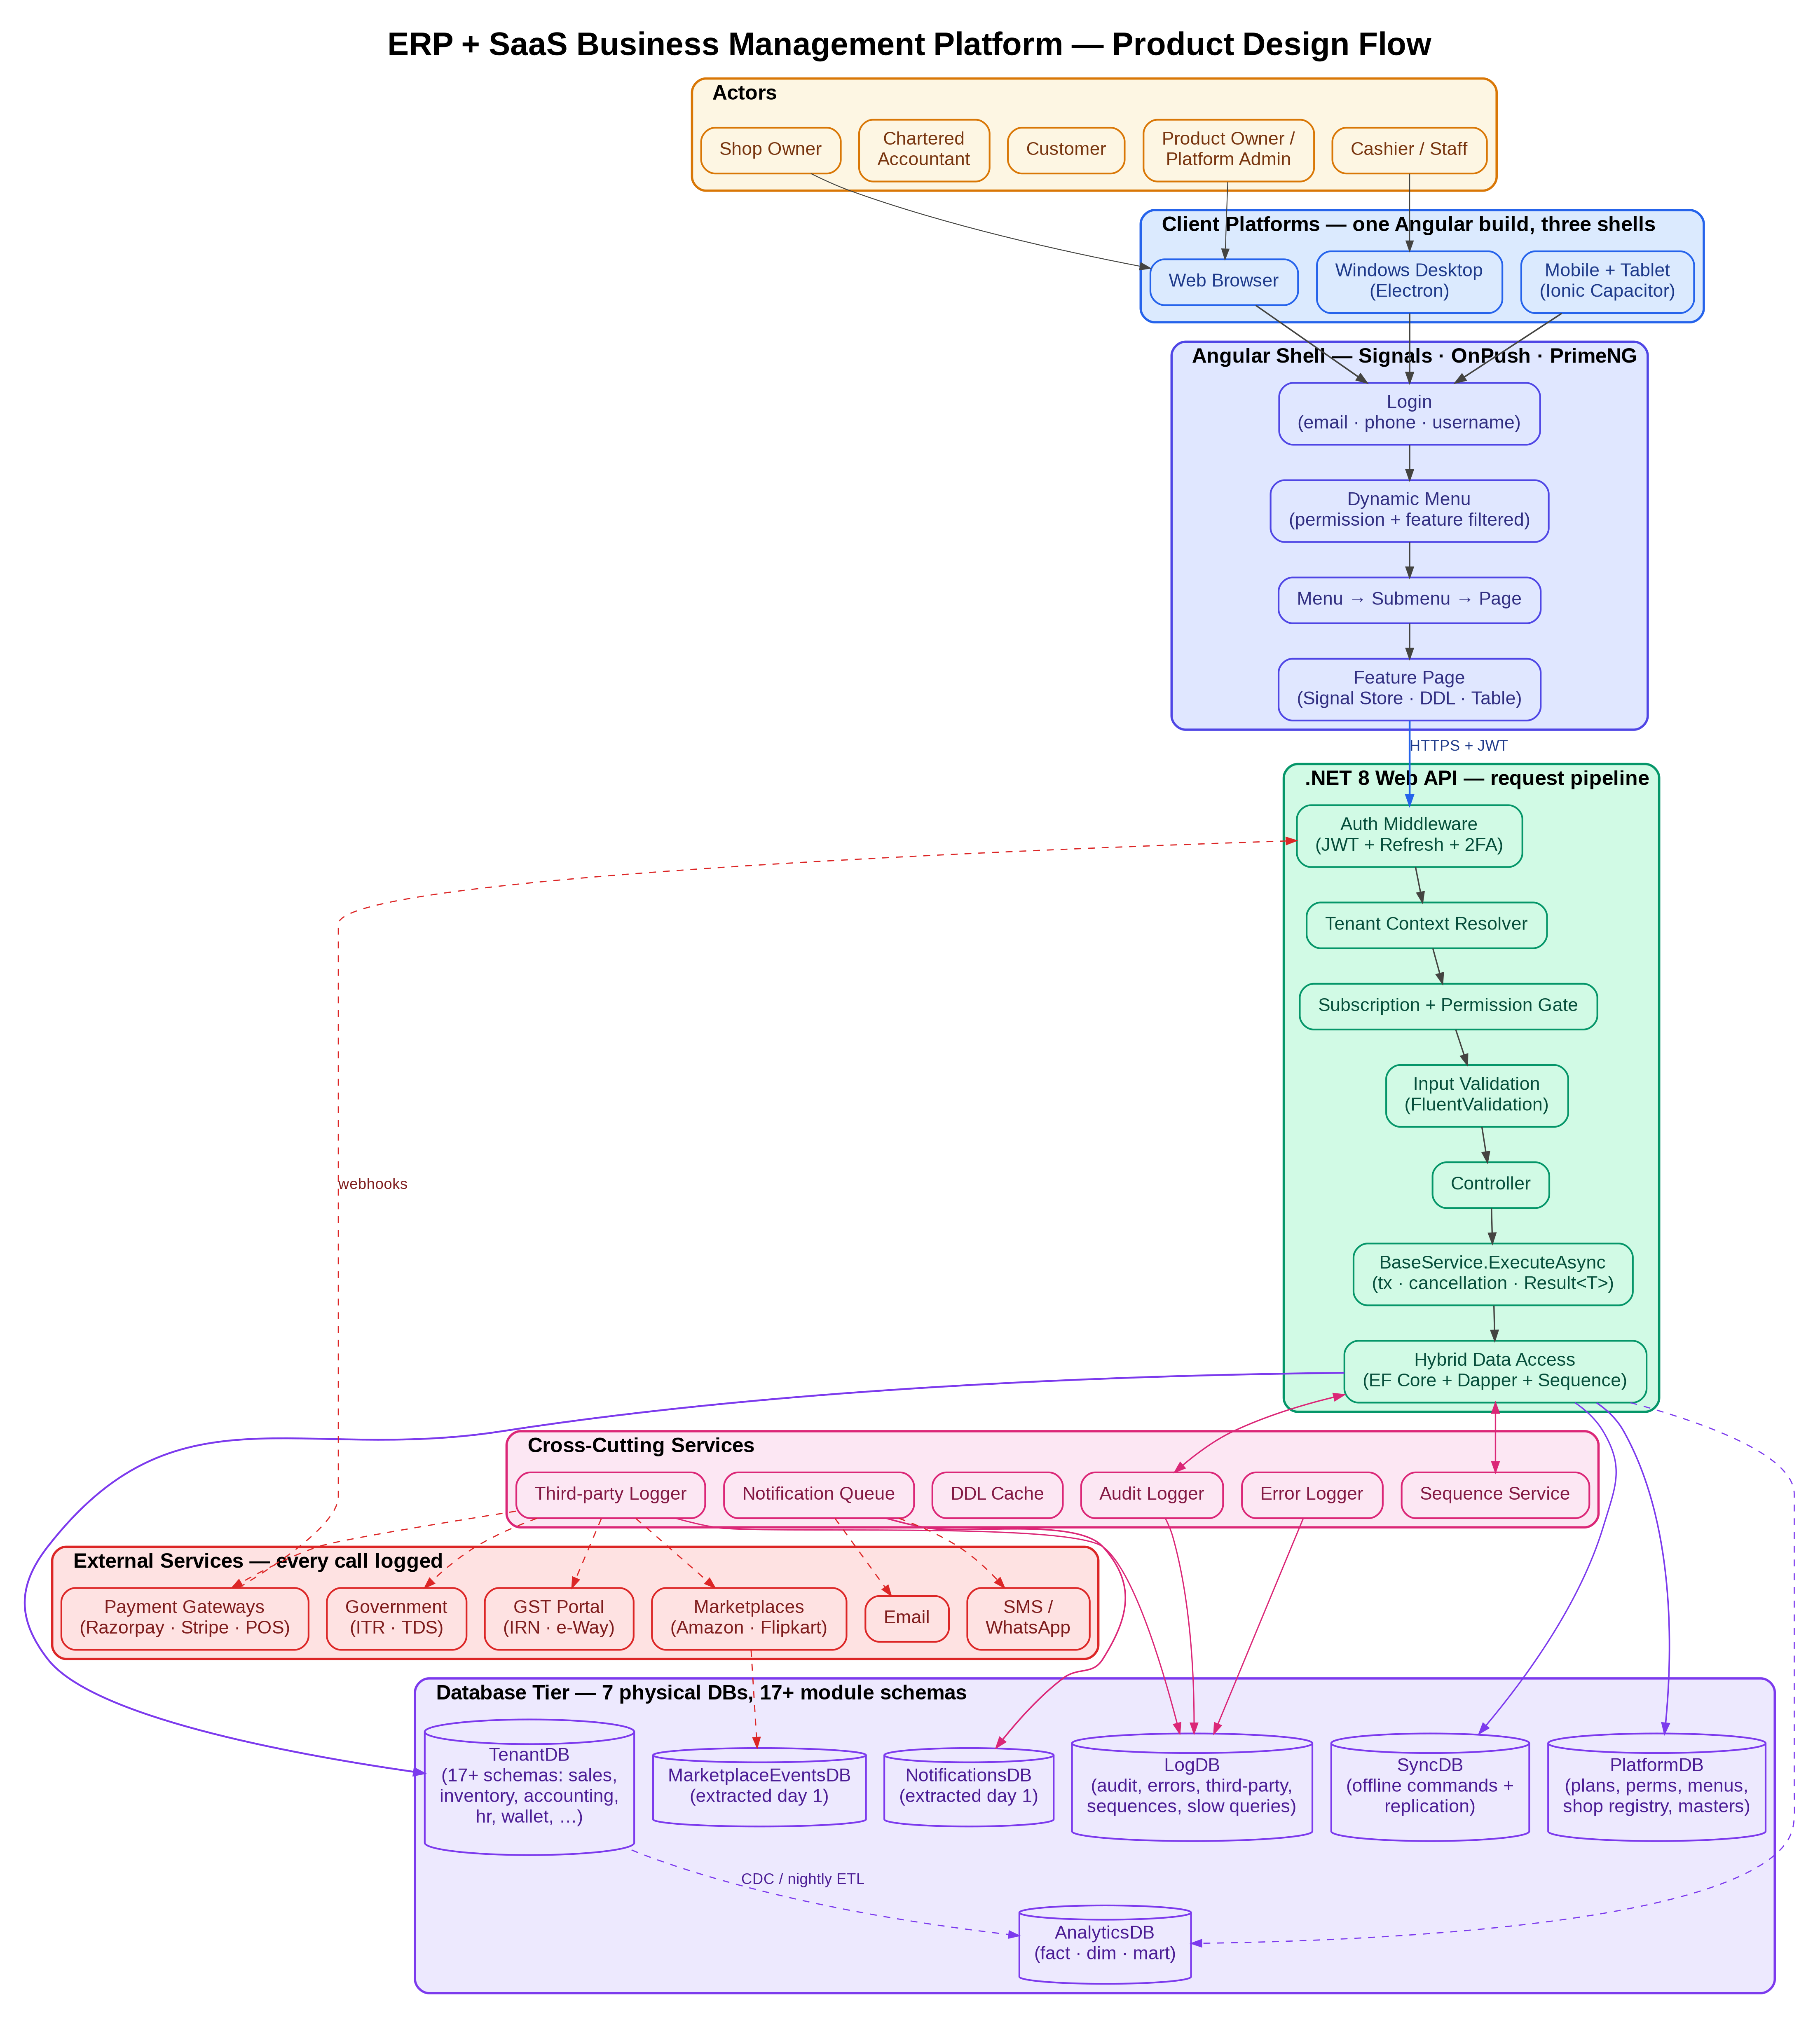 ERP + SaaS Business Management Platform — Product Design Flow
Actors
Shop Owner
Chartered
Accountant
Customer
Product Owner /
Platform Admin
Cashier / Staff
Client Platforms — one Angular build, three shells
Web Browser
Windows Desktop
(Electron)
Mobile + Tablet
(Ionic Capacitor)
Angular Shell — Signals · OnPush · PrimeNG
Login
(email · phone · username)
Dynamic Menu
(permission + feature filtered)
Menu → Submenu → Page
Feature Page
(Signal Store · DDL · Table)
HTTPS + JWT
.NET 8 Web API — request pipeline
Auth Middleware
(JWT + Refresh + 2FA)
Tenant Context Resolver
Subscription + Permission Gate
Input Validation
(FluentValidation)
webhooks
Controller
BaseService.ExecuteAsync
(tx · cancellation · Result<T>)
Hybrid Data Access
(EF Core + Dapper + Sequence)
Cross-Cutting Services
Third-party Logger
Notification Queue
DDL Cache
Audit Logger
Error Logger
Sequence Service
External Services — every call logged
Payment Gateways
(Razorpay · Stripe · POS)
Government
(ITR · TDS)
GST Portal
(IRN · e-Way)
Marketplaces
(Amazon · Flipkart)
Email
SMS /
WhatsApp
Database Tier — 7 physical DBs, 17+ module schemas
TenantDB
(17+ schemas: sales,
inventory, accounting,
hr, wallet, …)
MarketplaceEventsDB
(extracted day 1)
NotificationsDB
(extracted day 1)
LogDB
(audit, errors, third-party,
sequences, slow queries)
SyncDB
(offline commands +
replication)
PlatformDB
(plans, perms, menus,
shop registry, masters)
CDC / nightly ETL
AnalyticsDB
(fact · dim · mart)